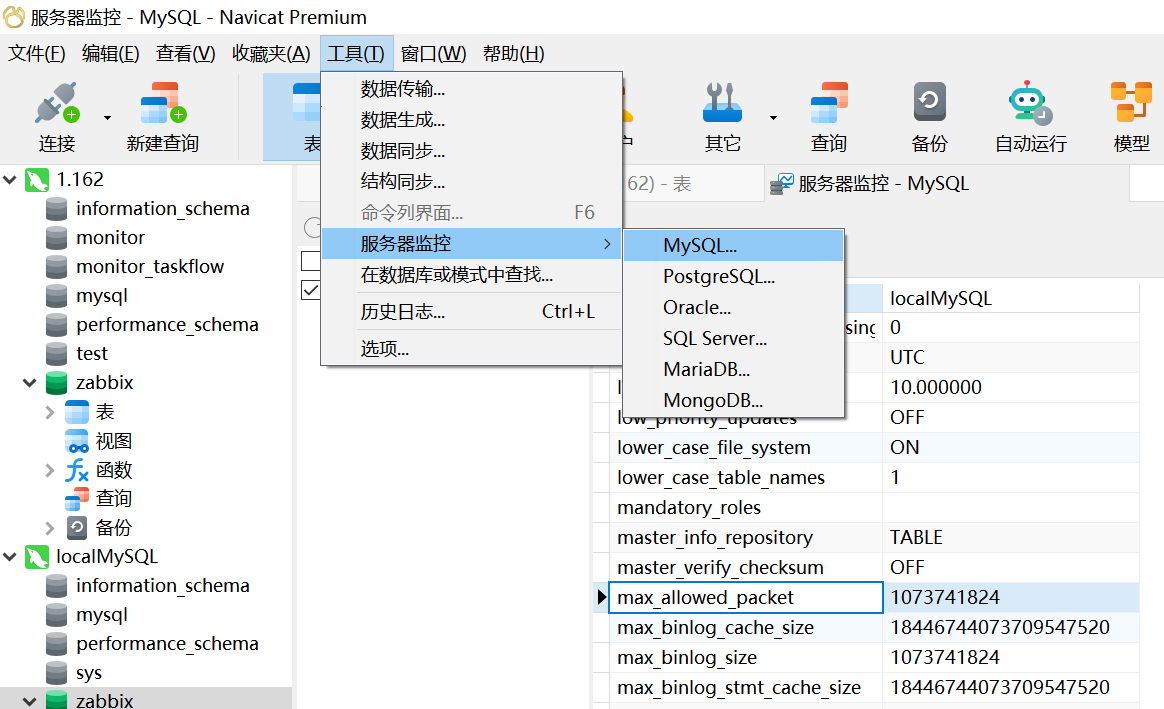 服务器监控 - MySQL - Navicat Premium
文件(F) 编辑(E) 查看(V) 收藏夹(A) 工具(T) 窗口(W) 帮助(H)
连接 新建查询 表 其它 查询 备份 自动运行 模型
数据传输...
数据生成...
数据同步...
结构同步...
命令列界面... F6
服务器监控
在数据库或模式中查找...
历史日志... Ctrl+L
选项...
MySQL...
PostgreSQL...
Oracle...
SQL Server...
MariaDB...
MongoDB...
62) - 表 服务器监控 - MySQL
1.162
information_schema
monitor
monitor_taskflow
mysql
performance_schema
test
zabbix
表
视图
函数
查询
备份
localMySQL
information_schema
mysql
performance_schema
sys
zabbix
localMySQL
sing 0
UTC
10.000000
low_priority_updates OFF
lower_case_file_system ON
lower_case_table_names 1
mandatory_roles
master_info_repository TABLE
master_verify_checksum OFF
max_allowed_packet 1073741824
max_binlog_cache_size 18446744073709547520
max_binlog_size 1073741824
max_binlog_stmt_cache_size 18446744073709547520